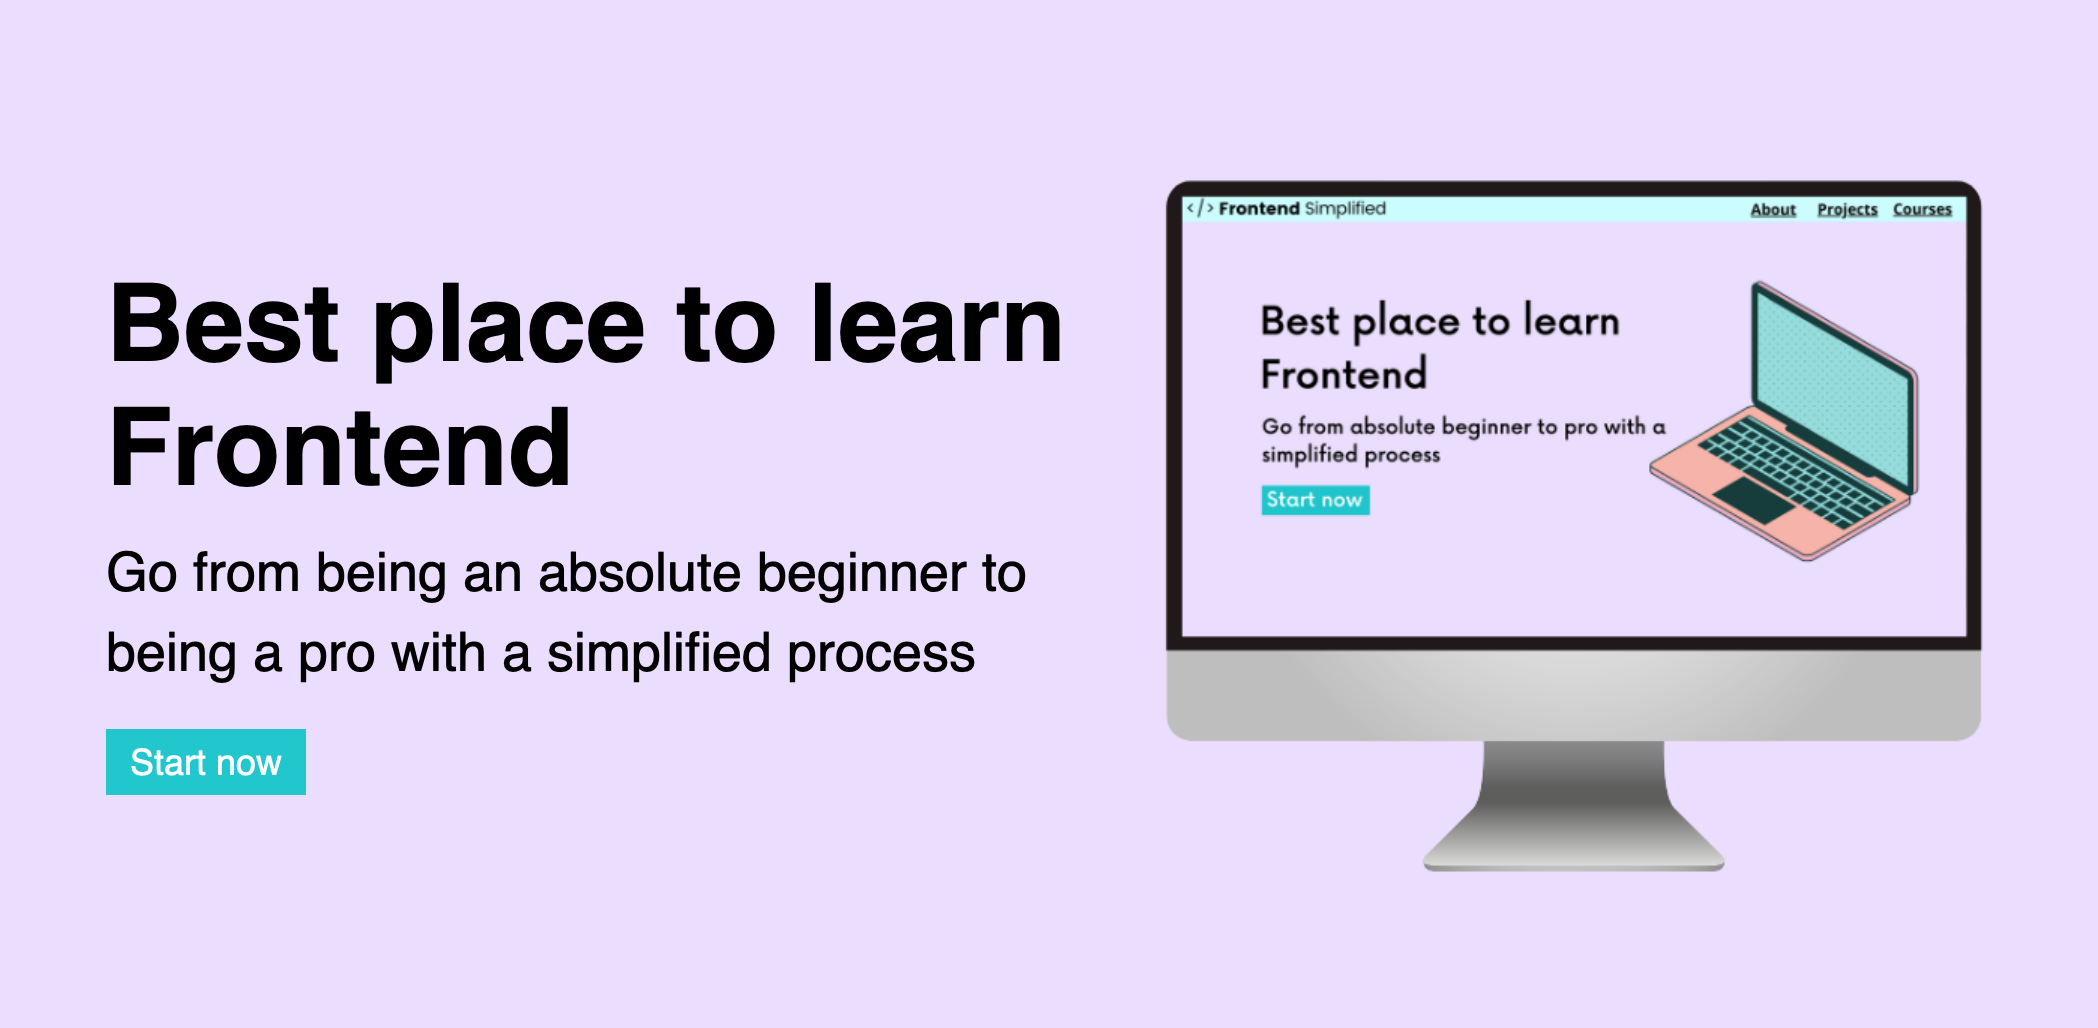 Best place to learn
Frontend
Go from being an absolute beginner to
being a pro with a simplified process
Start now
</> Frontend Simplified
About Projects Courses
Best place to learn
Frontend
Go from absolute beginner to pro with a
simplified process
Start now